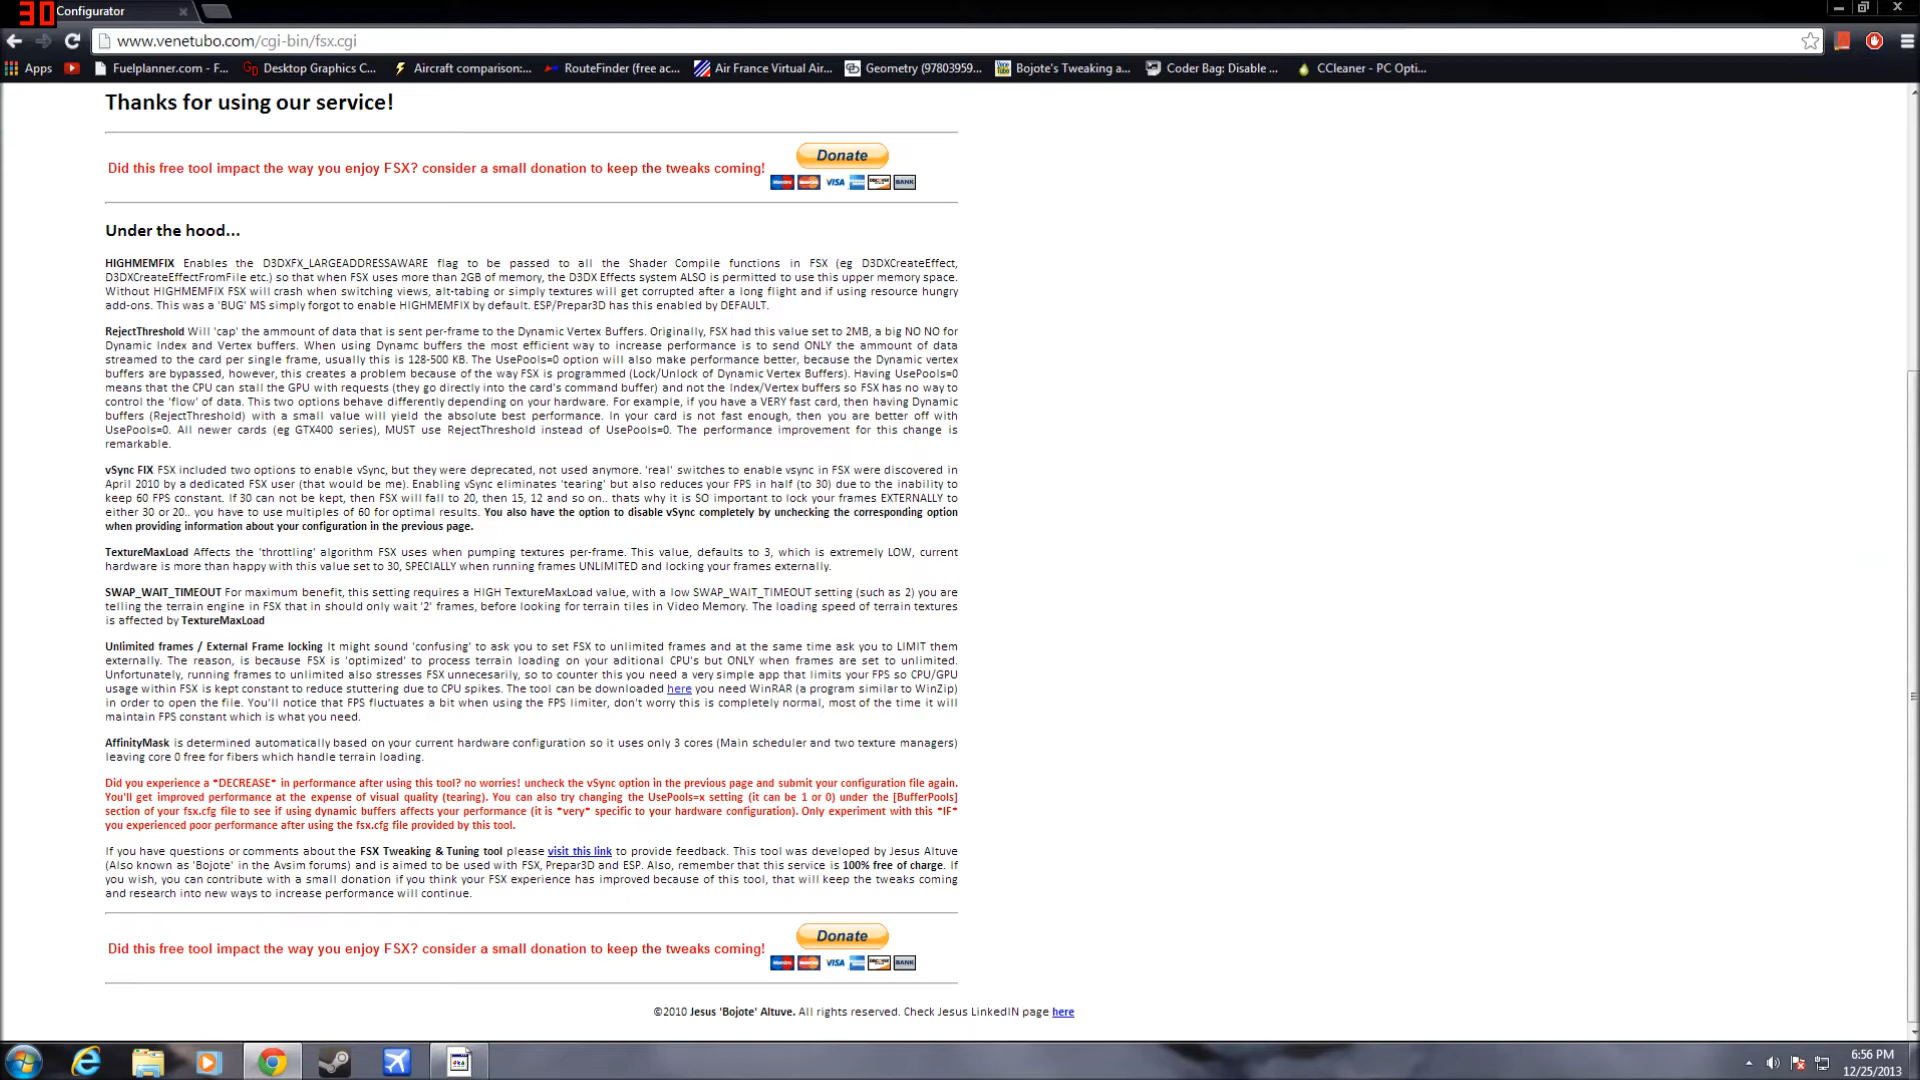 30
Configurator
www.venetubo.com/cgi-bin/fsx.cgi
Apps Fuelplanner.com - F... Desktop Graphics C... Aircraft comparison:... RouteFinder (free ac... Air France Virtual Air... Geometry (97803959... Bojote's Tweaking a... Coder Bag: Disable ... CCleaner - PC Opti...
Thanks for using our service!
Did this free tool impact the way you enjoy FSX? consider a small donation to keep the tweaks coming!
Donate
VISA BANK
Under the hood...
HIGHMEMFIX Enables the D3DXFX_LARGEADDRESSAWARE flag to be passed to all the Shader Compile functions in FSX (eg D3DXCreateEffect,
D3DXCreateEffectFromFile etc.) so that when FSX uses more than 2GB of memory, the D3DX Effects system ALSO is permitted to use this upper memory space.
Without HIGHMEMFIX FSX will crash when switching views, alt-tabing or simply textures will get corrupted after a long flight and if using resource hungry
add-ons. This was a 'BUG' MS simply forgot to enable HIGHMEMFIX by default. ESP/Prepar3D has this enabled by DEFAULT.
RejectThreshold Will 'cap' the ammount of data that is sent per-frame to the Dynamic Vertex Buffers. Originally, FSX had this value set to 2MB, a big NO NO for
Dynamic Index and Vertex buffers. When using Dynamc buffers the most efficient way to increase performance is to send ONLY the ammount of data
streamed to the card per single frame, usually this is 128-500 KB. The UsePools=0 option will also make performance better, because the Dynamic vertex
buffers are bypassed, however, this creates a problem because of the way FSX is programmed (Lock/Unlock of Dynamic Vertex Buffers). Having UsePools=0
means that the CPU can stall the GPU with requests (they go directly into the card's command buffer) and not the Index/Vertex buffers so FSX has no way to
control the 'flow' of data. This two options behave differently depending on your hardware. For example, if you have a VERY fast card, then having Dynamic
buffers (RejectThreshold) with a small value will yield the absolute best performance. In your card is not fast enough, then you are better off with
UsePools=0. All newer cards (eg GTX400 series), MUST use RejectThreshold instead of UsePools=0. The performance improvement for this change is
remarkable.
vSync FIX FSX included two options to enable vSync, but they were deprecated, not used anymore. 'real' switches to enable vsync in FSX were discovered in
April 2010 by a dedicated FSX user (that would be me). Enabling vSync eliminates 'tearing' but also reduces your FPS in half (to 30) due to the inability to
keep 60 FPS constant. If 30 can not be kept, then FSX will fall to 20, then 15, 12 and so on.. thats why it is SO important to lock your frames EXTERNALLY to
either 30 or 20.. you have to use multiples of 60 for optimal results. You also have the option to disable vSync completely by unchecking the corresponding option
when providing information about your configuration in the previous page.
TextureMaxLoad Affects the 'throttling' algorithm FSX uses when pumping textures per-frame. This value, defaults to 3, which is extremely LOW, current
hardware is more than happy with this value set to 30, SPECIALLY when running frames UNLIMITED and locking your frames externally.
SWAP_WAIT_TIMEOUT For maximum benefit, this setting requires a HIGH TextureMaxLoad value, with a low SWAP_WAIT_TIMEOUT setting (such as 2) you are
telling the terrain engine in FSX that in should only wait '2' frames, before looking for terrain tiles in Video Memory. The loading speed of terrain textures
is affected by TextureMaxLoad
Unlimited frames / External Frame locking It might sound 'confusing' to ask you to set FSX to unlimited frames and at the same time ask you to LIMIT them
externally. The reason, is because FSX is 'optimized' to process terrain loading on your aditional CPU's but ONLY when frames are set to unlimited.
Unfortunately, running frames to unlimited also stresses FSX unnecesarily, so to counter this you need a very simple app that limits your FPS so CPU/GPU
usage within FSX is kept constant to reduce stuttering due to CPU spikes. The tool can be downloaded here you need WinRAR (a program similar to WinZip)
in order to open the file. You'll notice that FPS fluctuates a bit when using the FPS limiter, don't worry this is completely normal, most of the time it will
maintain FPS constant which is what you need.
AffinityMask is determined automatically based on your current hardware configuration so it uses only 3 cores (Main scheduler and two texture managers)
leaving core 0 free for fibers which handle terrain loading.
Did you experience a *DECREASE* in performance after using this tool? no worries! uncheck the vSync option in the previous page and submit your configuration file again.
You'll get improved performance at the expense of visual quality (tearing). You can also try changing the UsePools=x setting (it can be 1 or 0) under the [BufferPools]
section of your fsx.cfg file to see if using dynamic buffers affects your performance (it is *very* specific to your hardware configuration). Only experiment with this *IF*
you experienced poor performance after using the fsx.cfg file provided by this tool.
If you have questions or comments about the FSX Tweaking & Tuning tool please visit this link to provide feedback. This tool was developed by Jesus Altuve
(Also known as 'Bojote' in the Avsim forums) and is aimed to be used with FSX, Prepar3D and ESP. Also, remember that this service is 100% free of charge. If
you wish, you can contribute with a small donation if you think your FSX experience has improved because of this tool, that will keep the tweaks coming
and research into new ways to increase performance will continue.
Did this free tool impact the way you enjoy FSX? consider a small donation to keep the tweaks coming!
Donate
VISA BANK
©2010 Jesus 'Bojote' Altuve. All rights reserved. Check Jesus LinkedIN page here
6:56 PM
12/25/2013